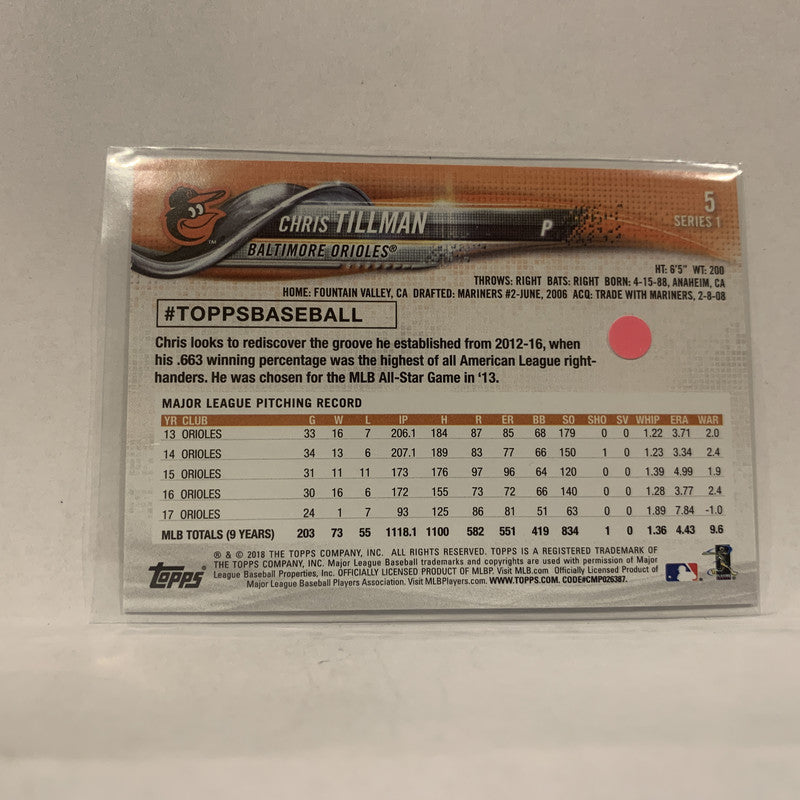 5
SERIES 1
CHRIS TILLMAN P
BALTIMORE ORIOLES®
HT: 6'5" WT: 200
THROWS: RIGHT BATS: RIGHT BORN: 4-15-88, ANAHEIM, CA
HOME: FOUNTAIN VALLEY, CA DRAFTED: MARINERS #2-JUNE, 2006 ACQ: TRADE WITH MARINERS, 2-8-08
#TOPPSBASEBALL
Chris looks to rediscover the groove he established from 2012-16, when
his .663 winning percentage was the highest of all American League right-
handers. He was chosen for the MLB All-Star Game in '13.
MAJOR LEAGUE PITCHING RECORD
YR CLUB G W L IP H R ER BB SO SHO SV WHIP ERA WAR
13 ORIOLES 33 16 7 206.1 184 87 85 68 179 0 0 1.22 3.71 2.0
14 ORIOLES 34 13 6 207.1 189 83 77 66 150 1 0 1.23 3.34 2.4
15 ORIOLES 31 11 11 173 176 97 96 64 120 0 0 1.39 4.99 1.9
16 ORIOLES 30 16 6 172 155 73 72 66 140 0 0 1.28 3.77 2.4
17 ORIOLES 24 1 7 93 125 86 81 51 63 0 0 1.89 7.84 -1.0
MLB TOTALS (9 YEARS) 203 73 55 1118.1 1100 582 551 419 834 1 0 1.36 4.43 9.6
® & © 2018 THE TOPPS COMPANY, INC. ALL RIGHTS RESERVED. TOPPS IS A REGISTERED TRADEMARK OF
THE TOPPS COMPANY, INC. Major League Baseball trademarks and copyrights are used with permission of Major
League Baseball Properties, Inc. OFFICIALLY LICENSED PRODUCT OF MLBP. Visit MLB.com Officially Licensed Product of
Major League Baseball Players Association. Visit MLBPlayers.com. WWW.TOPPS.COM. CODE#CMP026387.
Topps®